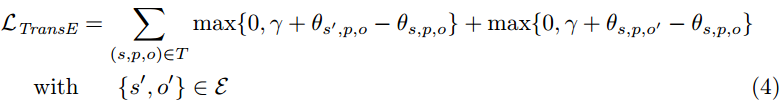 ℒ_TransE = ∑_{(s,p,o)∈T} max{0, γ + θ_{s′,p,o} − θ_{s,p,o}} + max{0, γ + θ_{s,p,o′} − θ_{s,p,o}}
with {s′, o′} ∈ ℰ (4)